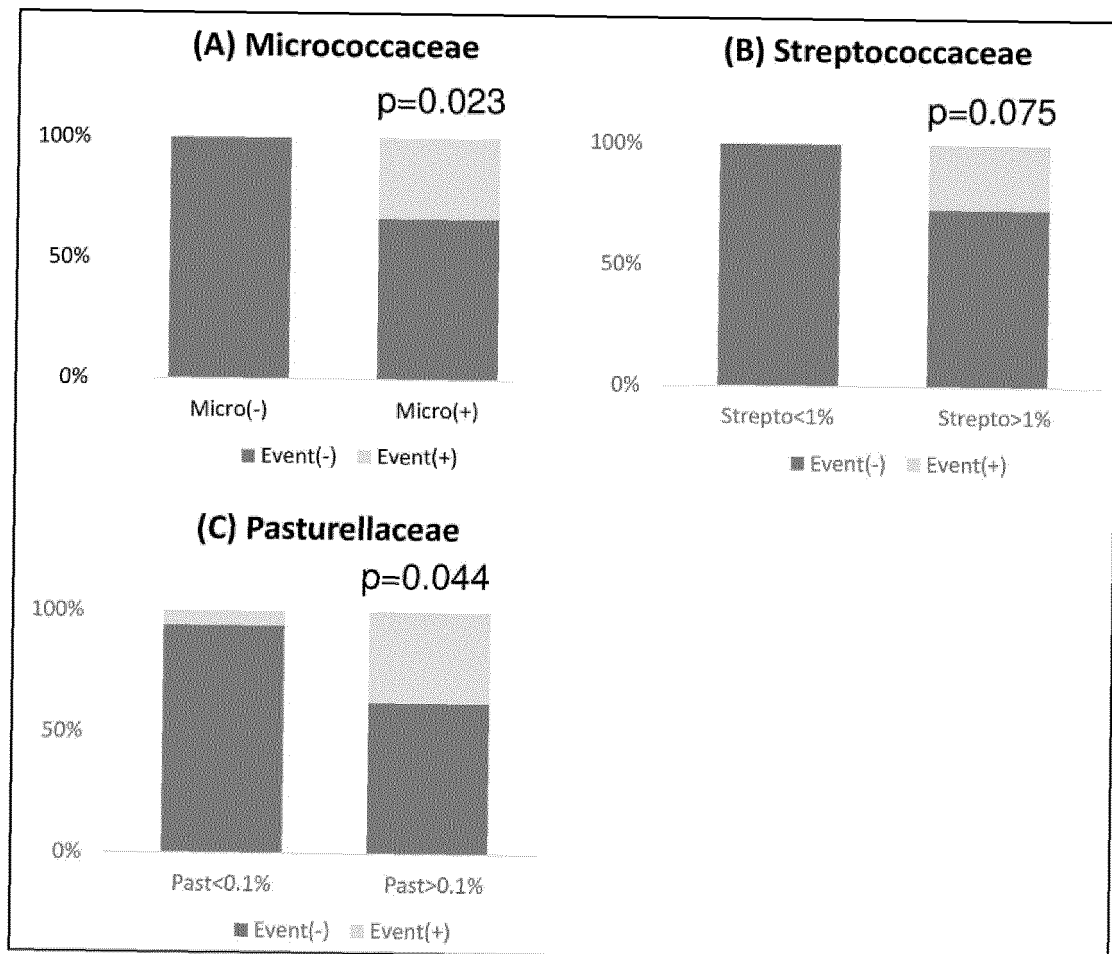 (A) Micrococcaceae
p=0.023
100%
50%
0%
Micro(-)
Micro(+)
Event(-) Event(+)
(B) Streptococcaceae
p=0.075
100%
50%
0%
Strepto<1%
Strepto>1%
Event(-) Event(+)
(C) Pasturellaceae
p=0.044
100%
50%
0%
Past<0.1%
Past>0.1%
Event(-) Event(+)